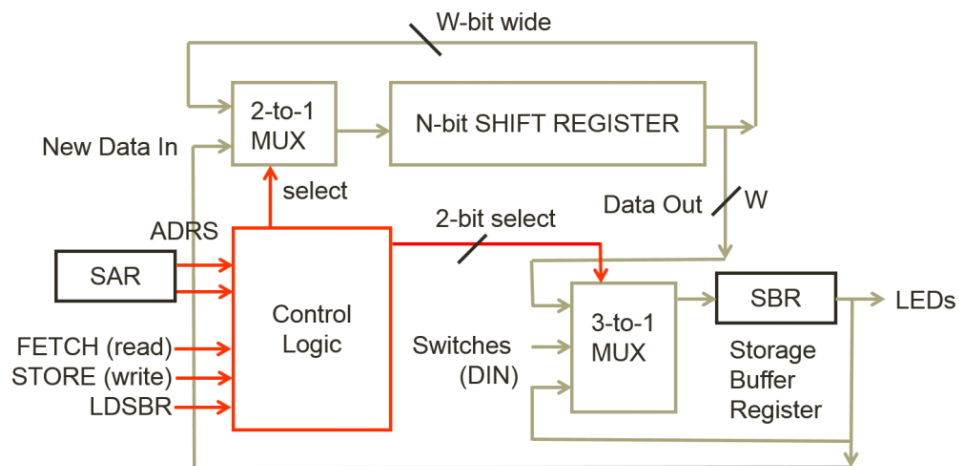 W-bit wide
2-to-1
MUX
N-bit SHIFT REGISTER
New Data In
select
Data Out
W
ADRS
2-bit select
SAR
Control
Logic
3-to-1
MUX
SBR
LEDs
FETCH (read)
STORE (write)
LDSBR
Switches
(DIN)
Storage
Buffer
Register